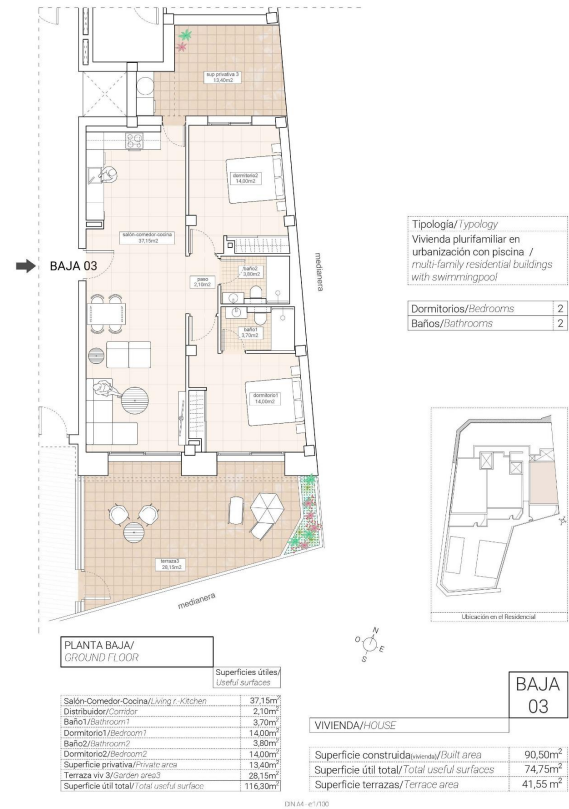 sup.privativa 3
13,40m2
dormitorio2
14,00m2
salón-comedor-cocina
37,15m2
BAJA 03
medianera
baño2
3,80m2
paso
2,10m2
baño1
3,70m2
dormitorio1
14,00m2
terraza3
28,15m2
medianera
Tipología/Typology
Vivienda plurifamiliar en
urbanización con piscina /
multi-family residential buildings
with swimmingpool
Dormitorios/Bedrooms 2
Baños/Bathrooms 2
Ubicación en el Residencial
N
O
E
S
PLANTA BAJA/
GROUND FLOOR
Superficies útiles/
Useful surfaces
Salón-Comedor-Cocina/Living r.-Kitchen 37,15m2
Distribuidor/Corridor 2,10m2
Baño1/Bathroom1 3,70m2
Dormitorio1/Bedroom1 14,00m2
Baño2/Bathroom2 3,80m2
Dormitorio2/Bedroom2 14,00m2
Superficie privativa/Private area 13,40m2
Terraza viv 3/Garden area3 28,15m2
Superficie útil total/Total useful surface 116,30m2
BAJA
03
VIVIENDA/HOUSE
Superficie construida(vivienda)/Built area 90,50m2
Superficie útil total/Total useful surfaces 74,75m2
Superficie terrazas/Terrace area 41,55 m2
DIN A4 - e1/100